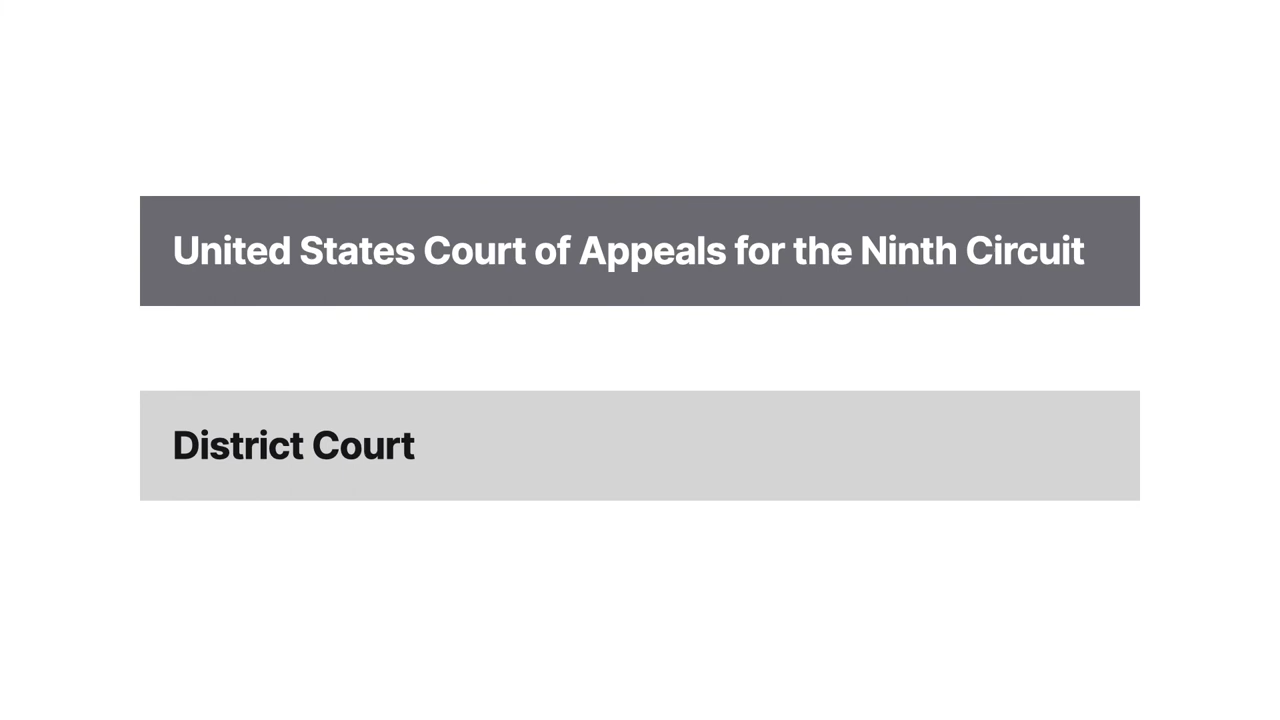 United States Court of Appeals for the Ninth Circuit
District Court